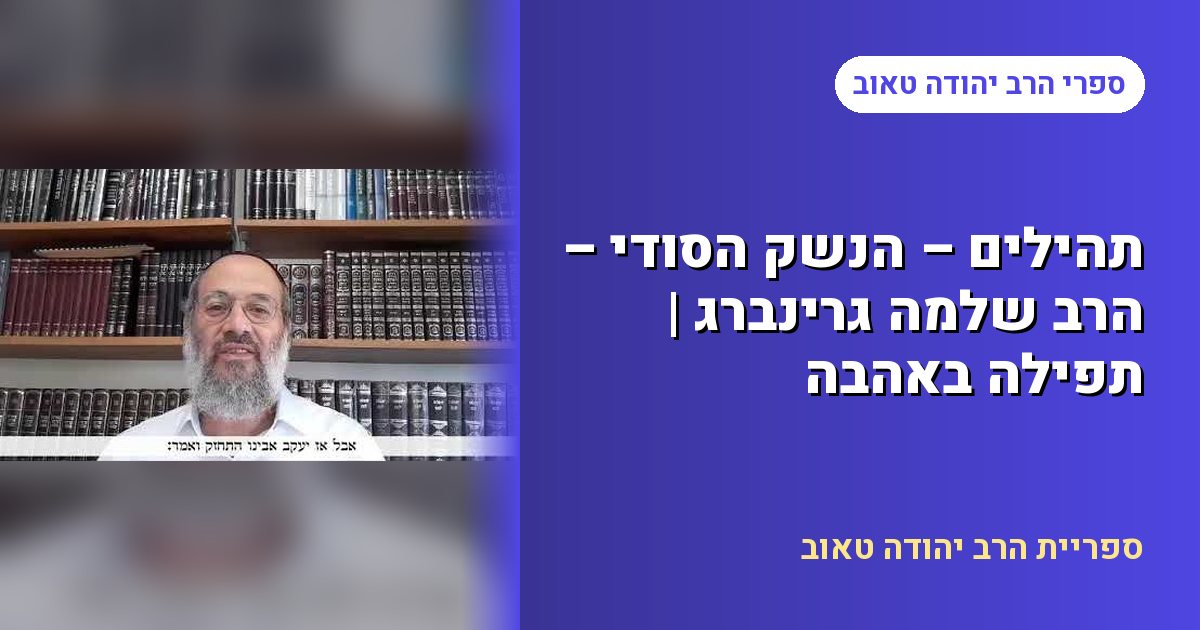 ספרי הרב יהודה טאוב
תהילים – הנשק הסודי –
הרב שלמה גרינברג |
תפילה באהבה
אבל אז יעקב אבינו התחזק ואמר:
ספריית הרב יהודה טאוב